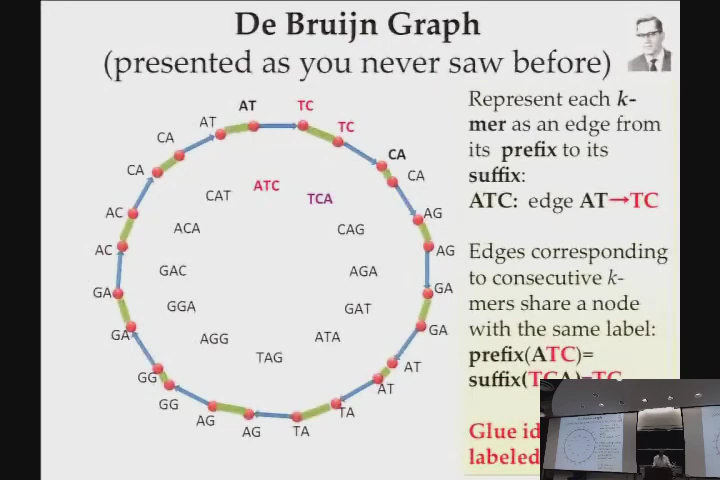 De Bruijn Graph
(presented as you never saw before)
AT
TC
TC
CA
CA
AG
AG
GA
GA
AT
AT
TA
TA
AG
AG
GG
GG
GA
GA
AC
AC
CA
CA
AT
ATC
TCA
CAG
AGA
GAT
ATA
TAG
AGG
GGA
GAC
ACA
CAT
Represent each k-
mer as an edge from
its prefix to its
suffix:
ATC: edge AT→TC
Edges corresponding
to consecutive k-
mers share a node
with the same label:
prefix(ATC)=
suffix(TCA)=TC
Glue id
labeled